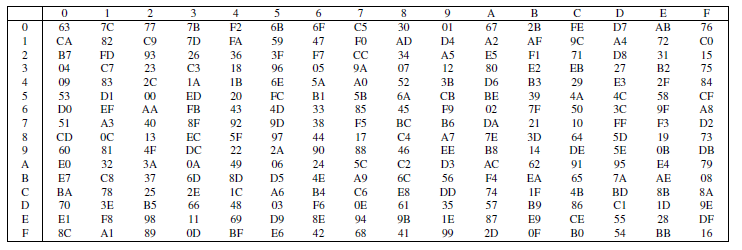 0 1 2 3 4 5 6 7 8 9 A B C D E F
0 63 7C 77 7B F2 6B 6F C5 30 01 67 2B FE D7 AB 76
1 CA 82 C9 7D FA 59 47 F0 AD D4 A2 AF 9C A4 72 C0
2 B7 FD 93 26 36 3F F7 CC 34 A5 E5 F1 71 D8 31 15
3 04 C7 23 C3 18 96 05 9A 07 12 80 E2 EB 27 B2 75
4 09 83 2C 1A 1B 6E 5A A0 52 3B D6 B3 29 E3 2F 84
5 53 D1 00 ED 20 FC B1 5B 6A CB BE 39 4A 4C 58 CF
6 D0 EF AA FB 43 4D 33 85 45 F9 02 7F 50 3C 9F A8
7 51 A3 40 8F 92 9D 38 F5 BC B6 DA 21 10 FF F3 D2
8 CD 0C 13 EC 5F 97 44 17 C4 A7 7E 3D 64 5D 19 73
9 60 81 4F DC 22 2A 90 88 46 EE B8 14 DE 5E 0B DB
A E0 32 3A 0A 49 06 24 5C C2 D3 AC 62 91 95 E4 79
B E7 C8 37 6D 8D D5 4E A9 6C 56 F4 EA 65 7A AE 08
C BA 78 25 2E 1C A6 B4 C6 E8 DD 74 1F 4B BD 8B 8A
D 70 3E B5 66 48 03 F6 0E 61 35 57 B9 86 C1 1D 9E
E E1 F8 98 11 69 D9 8E 94 9B 1E 87 E9 CE 55 28 DF
F 8C A1 89 0D BF E6 42 68 41 99 2D 0F B0 54 BB 16